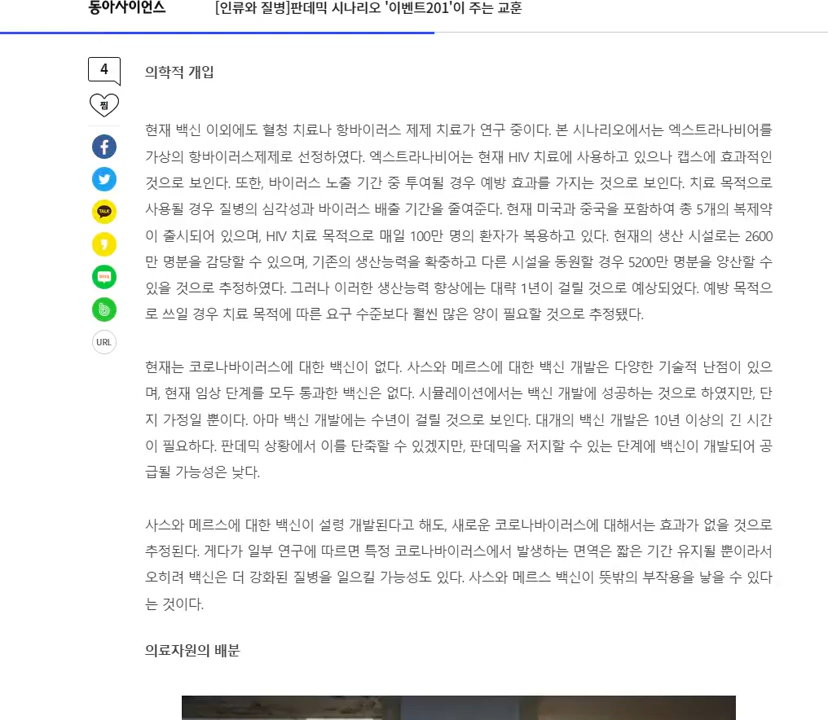 동아사이언스
[인류와 질병]판데믹 시나리오 '이벤트201'이 주는 교훈
4
찜
의학적 개입
현재 백신 이외에도 혈청 치료나 항바이러스 제제 치료가 연구 중이다. 본 시나리오에서는 엑스트라나비어를
가상의 항바이러스제제로 선정하였다. 엑스트라나비어는 현재 HIV 치료에 사용하고 있으나 캡스에 효과적인
것으로 보인다. 또한, 바이러스 노출 기간 중 투여될 경우 예방 효과를 가지는 것으로 보인다. 치료 목적으로
사용될 경우 질병의 심각성과 바이러스 배출 기간을 줄여준다. 현재 미국과 중국을 포함하여 총 5개의 복제약
이 출시되어 있으며, HIV 치료 목적으로 매일 100만 명의 환자가 복용하고 있다. 현재의 생산 시설로는 2600
만 명분을 감당할 수 있으며, 기존의 생산능력을 확충하고 다른 시설을 동원할 경우 5200만 명분을 양산할 수
있을 것으로 추정하였다. 그러나 이러한 생산능력 향상에는 대략 1년이 걸릴 것으로 예상되었다. 예방 목적으
로 쓰일 경우 치료 목적에 따른 요구 수준보다 훨씬 많은 양이 필요할 것으로 추정됐다.
현재는 코로나바이러스에 대한 백신이 없다. 사스와 메르스에 대한 백신 개발은 다양한 기술적 난점이 있으
며, 현재 임상 단계를 모두 통과한 백신은 없다. 시뮬레이션에서는 백신 개발에 성공하는 것으로 하였지만, 단
지 가정일 뿐이다. 아마 백신 개발에는 수년이 걸릴 것으로 보인다. 대개의 백신 개발은 10년 이상의 긴 시간
이 필요하다. 판데믹 상황에서 이를 단축할 수 있겠지만, 판데믹을 저지할 수 있는 단계에 백신이 개발되어 공
급될 가능성은 낮다.
사스와 메르스에 대한 백신이 설령 개발된다고 해도, 새로운 코로나바이러스에 대해서는 효과가 없을 것으로
추정된다. 게다가 일부 연구에 따르면 특정 코로나바이러스에서 발생하는 면역은 짧은 기간 유지될 뿐이라서
오히려 백신은 더 강화된 질병을 일으킬 가능성도 있다. 사스와 메르스 백신이 뜻밖의 부작용을 낳을 수 있다
는 것이다.
TALK
URL
의료자원의 배분